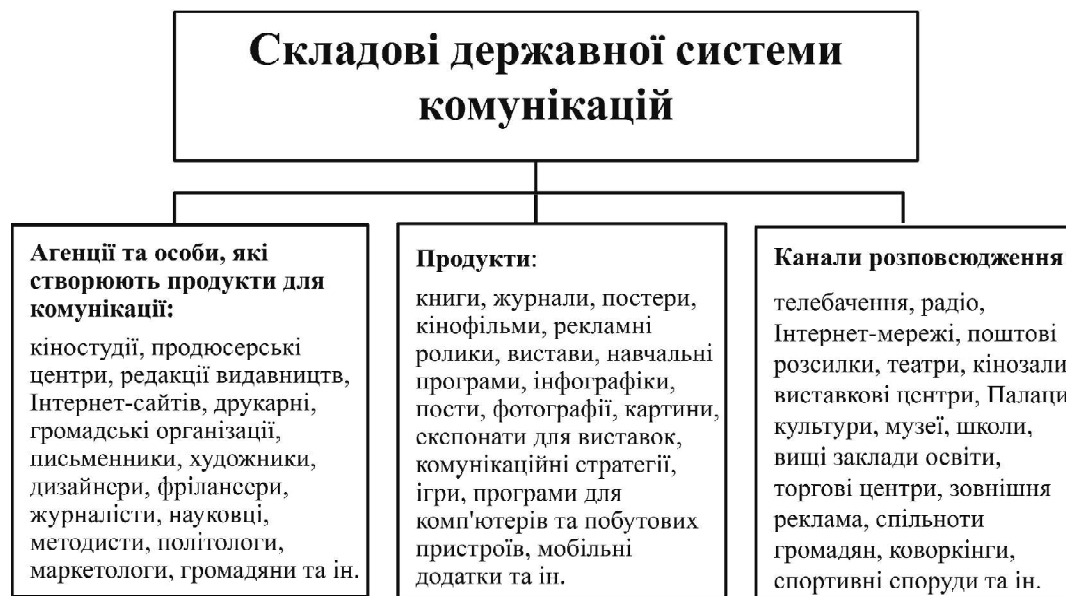 Складові державної системи
комунікацій
Агенції та особи, які
створюють продукти для
комунікації:
кіностудії, продюсерські
центри, редакції видавництв,
Інтернет-сайтів, друкарні,
громадські організації,
письменники, художники,
дизайнери, фрілансери,
журналісти, науковці,
методисти, політологи,
маркетологи, громадяни та ін.
Продукти:
книги, журнали, постери,
кінофільми, рекламні
ролики, вистави, навчальні
програми, інфографіки,
пости, фотографії, картини,
експонати для виставок,
комунікаційні стратегії,
ігри, програми для
комп'ютерів та побутових
пристроїв, мобільні
додатки та ін.
Канали розповсюдження
телебачення, радіо,
Інтернет-мережі, поштові
розсилки, театри, кінозали
виставкові центри, Палаци
культури, музеї, школи,
вищі заклади освіти,
торгові центри, зовнішня
реклама, спільноти
громадян, коворкінги,
спортивні споруди та ін.